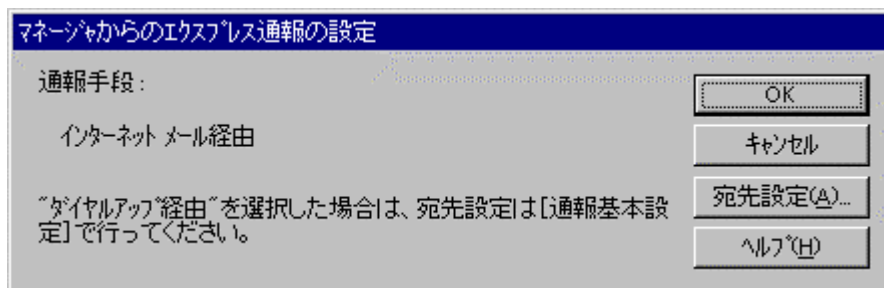 ﾏﾈｰｼﾞｬからのｴｸｽﾌﾟﾚｽ通報の設定
通報手段:
OK
ｲﾝﾀｰﾈｯﾄ ﾒｰﾙ経由
ｷｬﾝｾﾙ
宛先設定(A)...
"ﾀﾞｲﾔﾙｱｯﾌﾟ経由"を選択した場合は、宛先設定は[通報基本設
定]で行ってください。
ﾍﾙﾌﾟ(H)